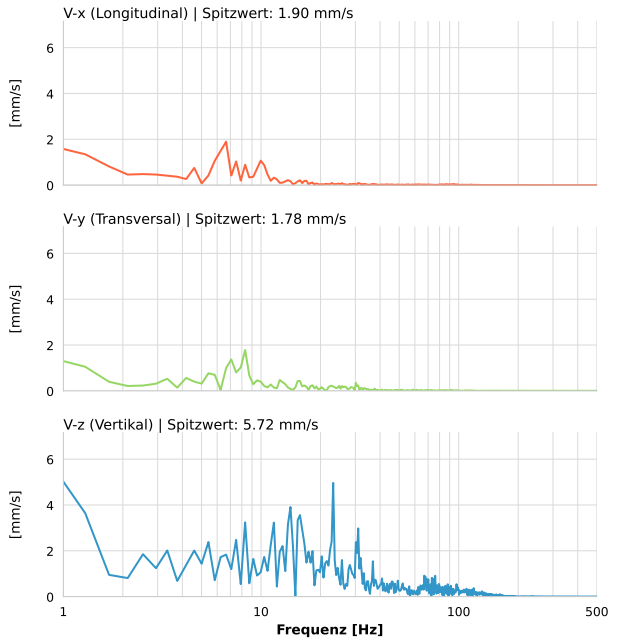 V-x (Longitudinal) | Spitzwert: 1.90 mm/s
6
4
2
0
[mm/s]
V-y (Transversal) | Spitzwert: 1.78 mm/s
6
4
2
0
[mm/s]
V-z (Vertikal) | Spitzwert: 5.72 mm/s
6
4
2
0
[mm/s]
1 10 100 500
Frequenz [Hz]